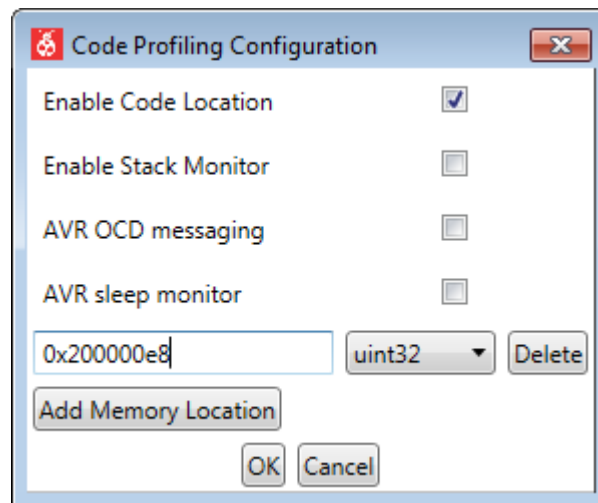 Code Profiling Configuration
Enable Code Location
Enable Stack Monitor
AVR OCD messaging
AVR sleep monitor
0x200000e8 uint32 Delete
Add Memory Location
OK Cancel